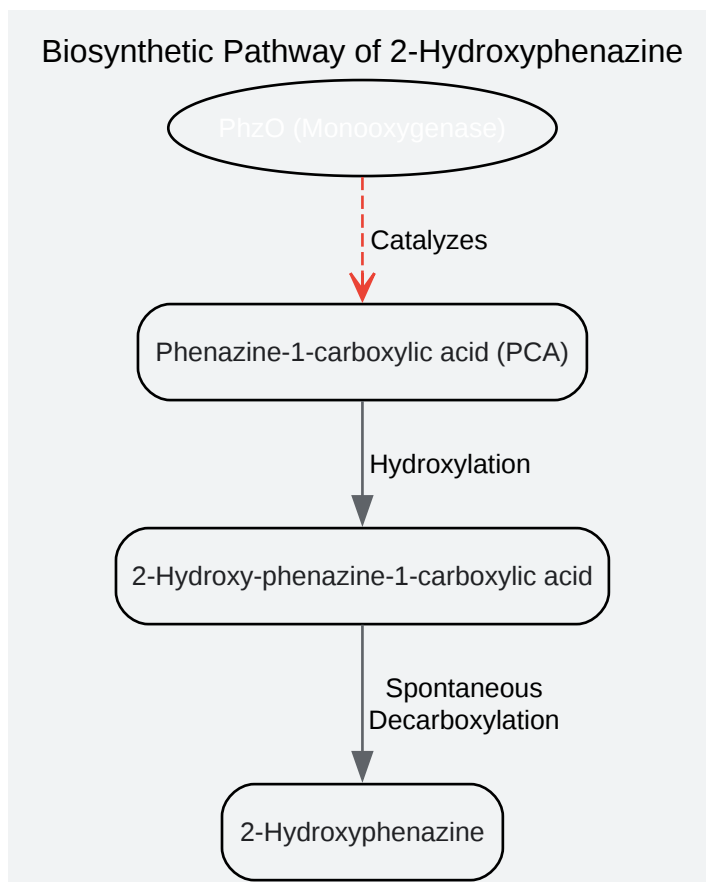 Biosynthetic Pathway of 2-Hydroxyphenazine
PhzO (Monooxygenase)
Catalyzes
Phenazine-1-carboxylic acid (PCA)
Hydroxylation
2-Hydroxy-phenazine-1-carboxylic acid
Spontaneous
Decarboxylation
2-Hydroxyphenazine